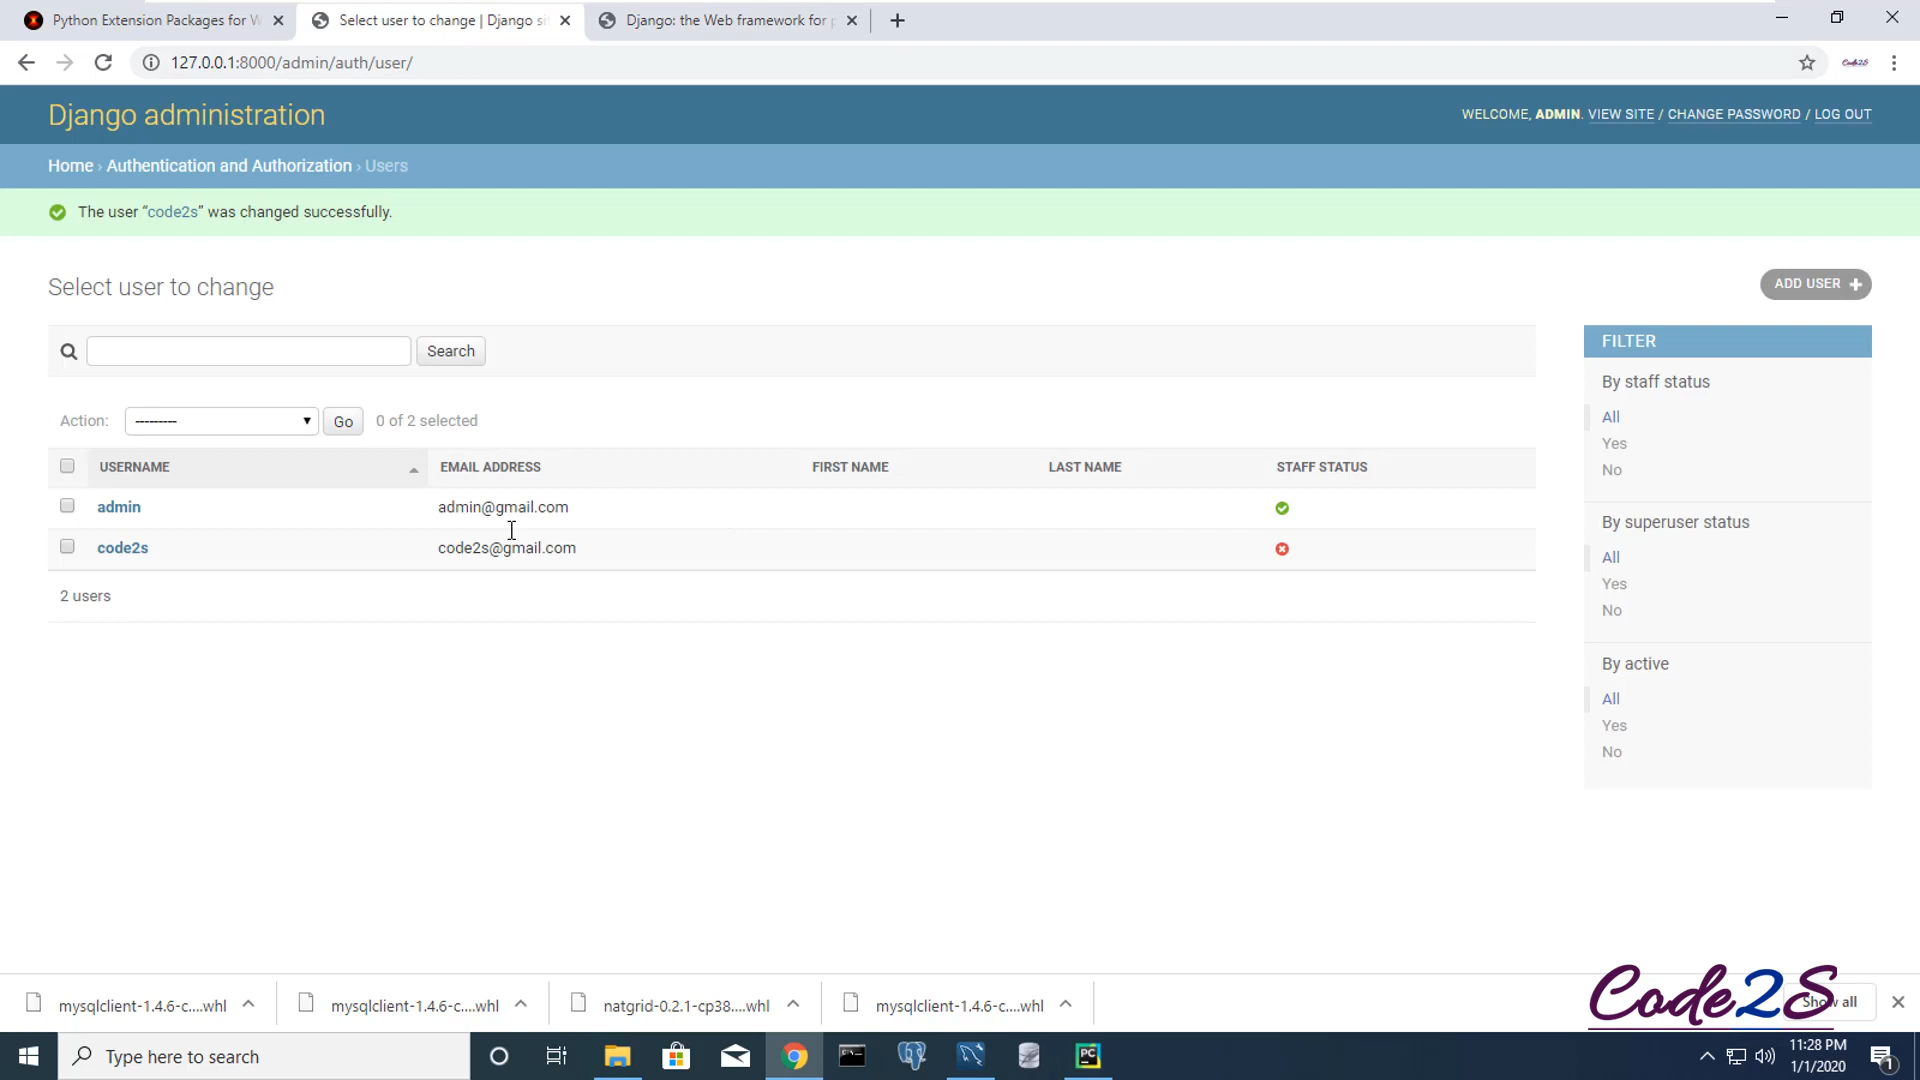 Python Extension Packages for W
Select user to change | Django si
Django: the Web framework for p
127.0.0.1:8000/admin/auth/user/
Code2S
Django administration
WELCOME, ADMIN. VIEW SITE / CHANGE PASSWORD / LOG OUT
Home › Authentication and Authorization › Users
The user “code2s” was changed successfully.
Select user to change
ADD USER +
Search
FILTER
By staff status
All
Yes
No
By superuser status
All
Yes
No
By active
All
Yes
No
Action: --------- Go 0 of 2 selected
USERNAME EMAIL ADDRESS FIRST NAME LAST NAME STAFF STATUS
admin admin@gmail.com
code2s code2s@gmail.com
2 users
mysqlclient-1.4.6-c....whl
mysqlclient-1.4.6-c....whl
natgrid-0.2.1-cp38....whl
mysqlclient-1.4.6-c....whl
Show all
Code2S
Type here to search
PC
11:28 PM
1/1/2020
1